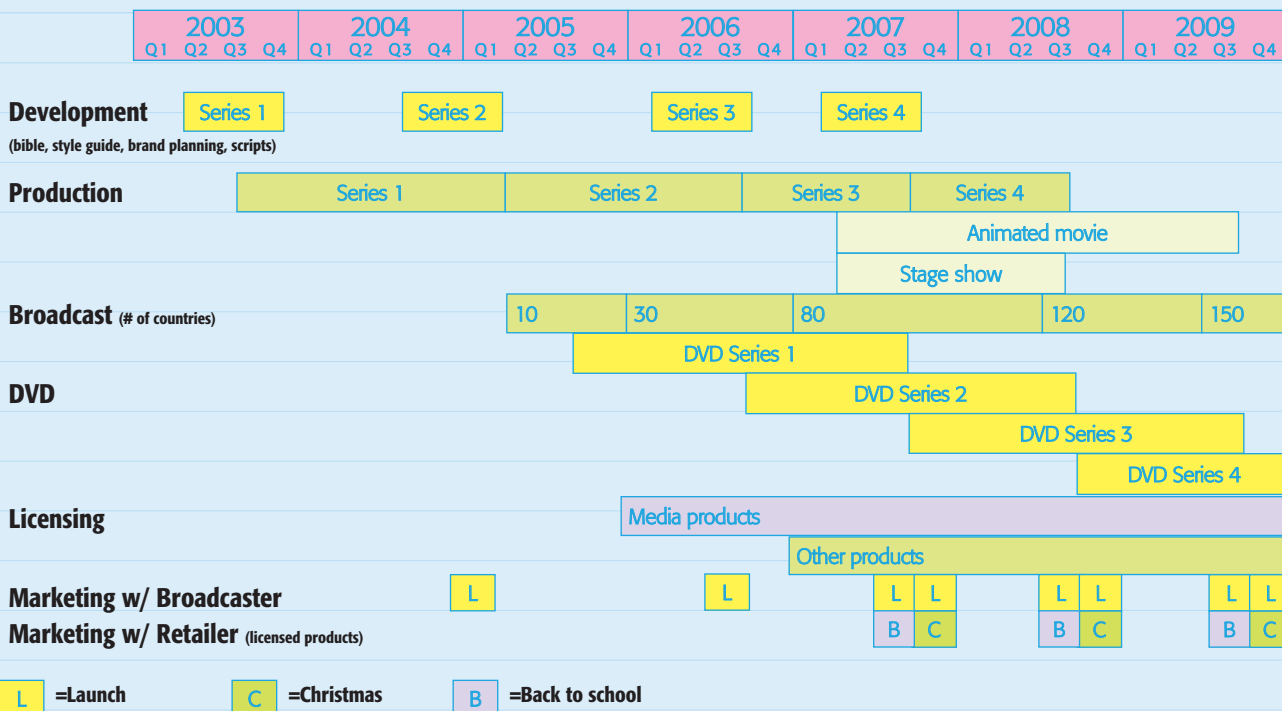 2003 2004 2005 2006 2007 2008 2009
Q1 Q2 Q3 Q4 Q1 Q2 Q3 Q4 Q1 Q2 Q3 Q4 Q1 Q2 Q3 Q4 Q1 Q2 Q3 Q4 Q1 Q2 Q3 Q4 Q1 Q2 Q3 Q4
Development Series 1 Series 2 Series 3 Series 4
(bible, style guide, brand planning, scripts)
Production Series 1 Series 2 Series 3 Series 4
Animated movie
Stage show
Broadcast (# of countries) 10 30 80 120 150
DVD Series 1
DVD DVD Series 2
DVD Series 3
DVD Series 4
Licensing Media products
Other products
Marketing w/ Broadcaster L L L L L L L L
Marketing w/ Retailer (licensed products) B C B C B C
L =Launch C =Christmas B =Back to school